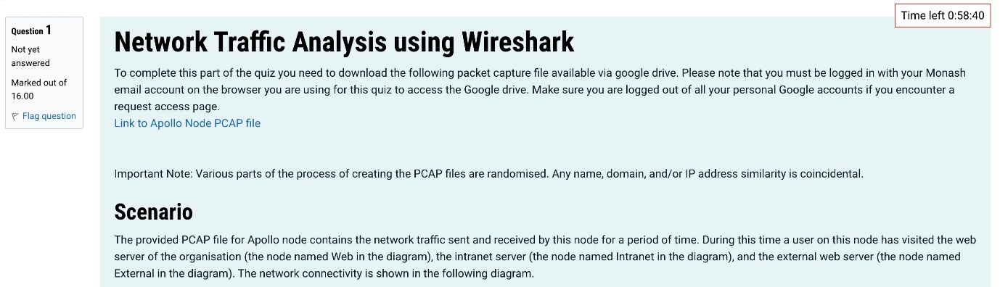 Time left 0:58:40
Question 1
Not yet
answered
Marked out of
16.00
Flag question
Network Traffic Analysis using Wireshark
To complete this part of the quiz you need to download the following packet capture file available via google drive. Please note that you must be logged in with your Monash
email account on the browser you are using for this quiz to access the Google drive. Make sure you are logged out of all your personal Google accounts if you encounter a
request access page.
Link to Apollo Node PCAP file
Important Note: Various parts of the process of creating the PCAP files are randomised. Any name, domain, and/or IP address similarity is coincidental.
Scenario
The provided PCAP file for Apollo node contains the network traffic sent and received by this node for a period of time. During this time a user on this node has visited the web
server of the organisation (the node named Web in the diagram), the intranet server (the node named Intranet in the diagram), and the external web server (the node named
External in the diagram). The network connectivity is shown in the following diagram.